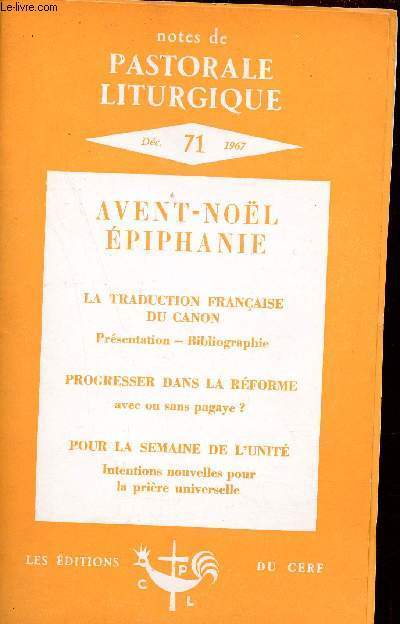 Le-livre.com
notes de
PASTORALE
LITURGIQUE
Déc. 71 1967
AVENT-NOËL
ÉPIPHANIE
LA TRADUCTION FRANÇAISE
DU CANON
Présentation — Bibliographie
PROGRESSER DANS LA RÉFORME
avec ou sans pagaye ?
POUR LA SEMAINE DE L'UNITÉ
Intentions nouvelles pour
la prière universelle
LES ÉDITIONS DU CERF
C P L